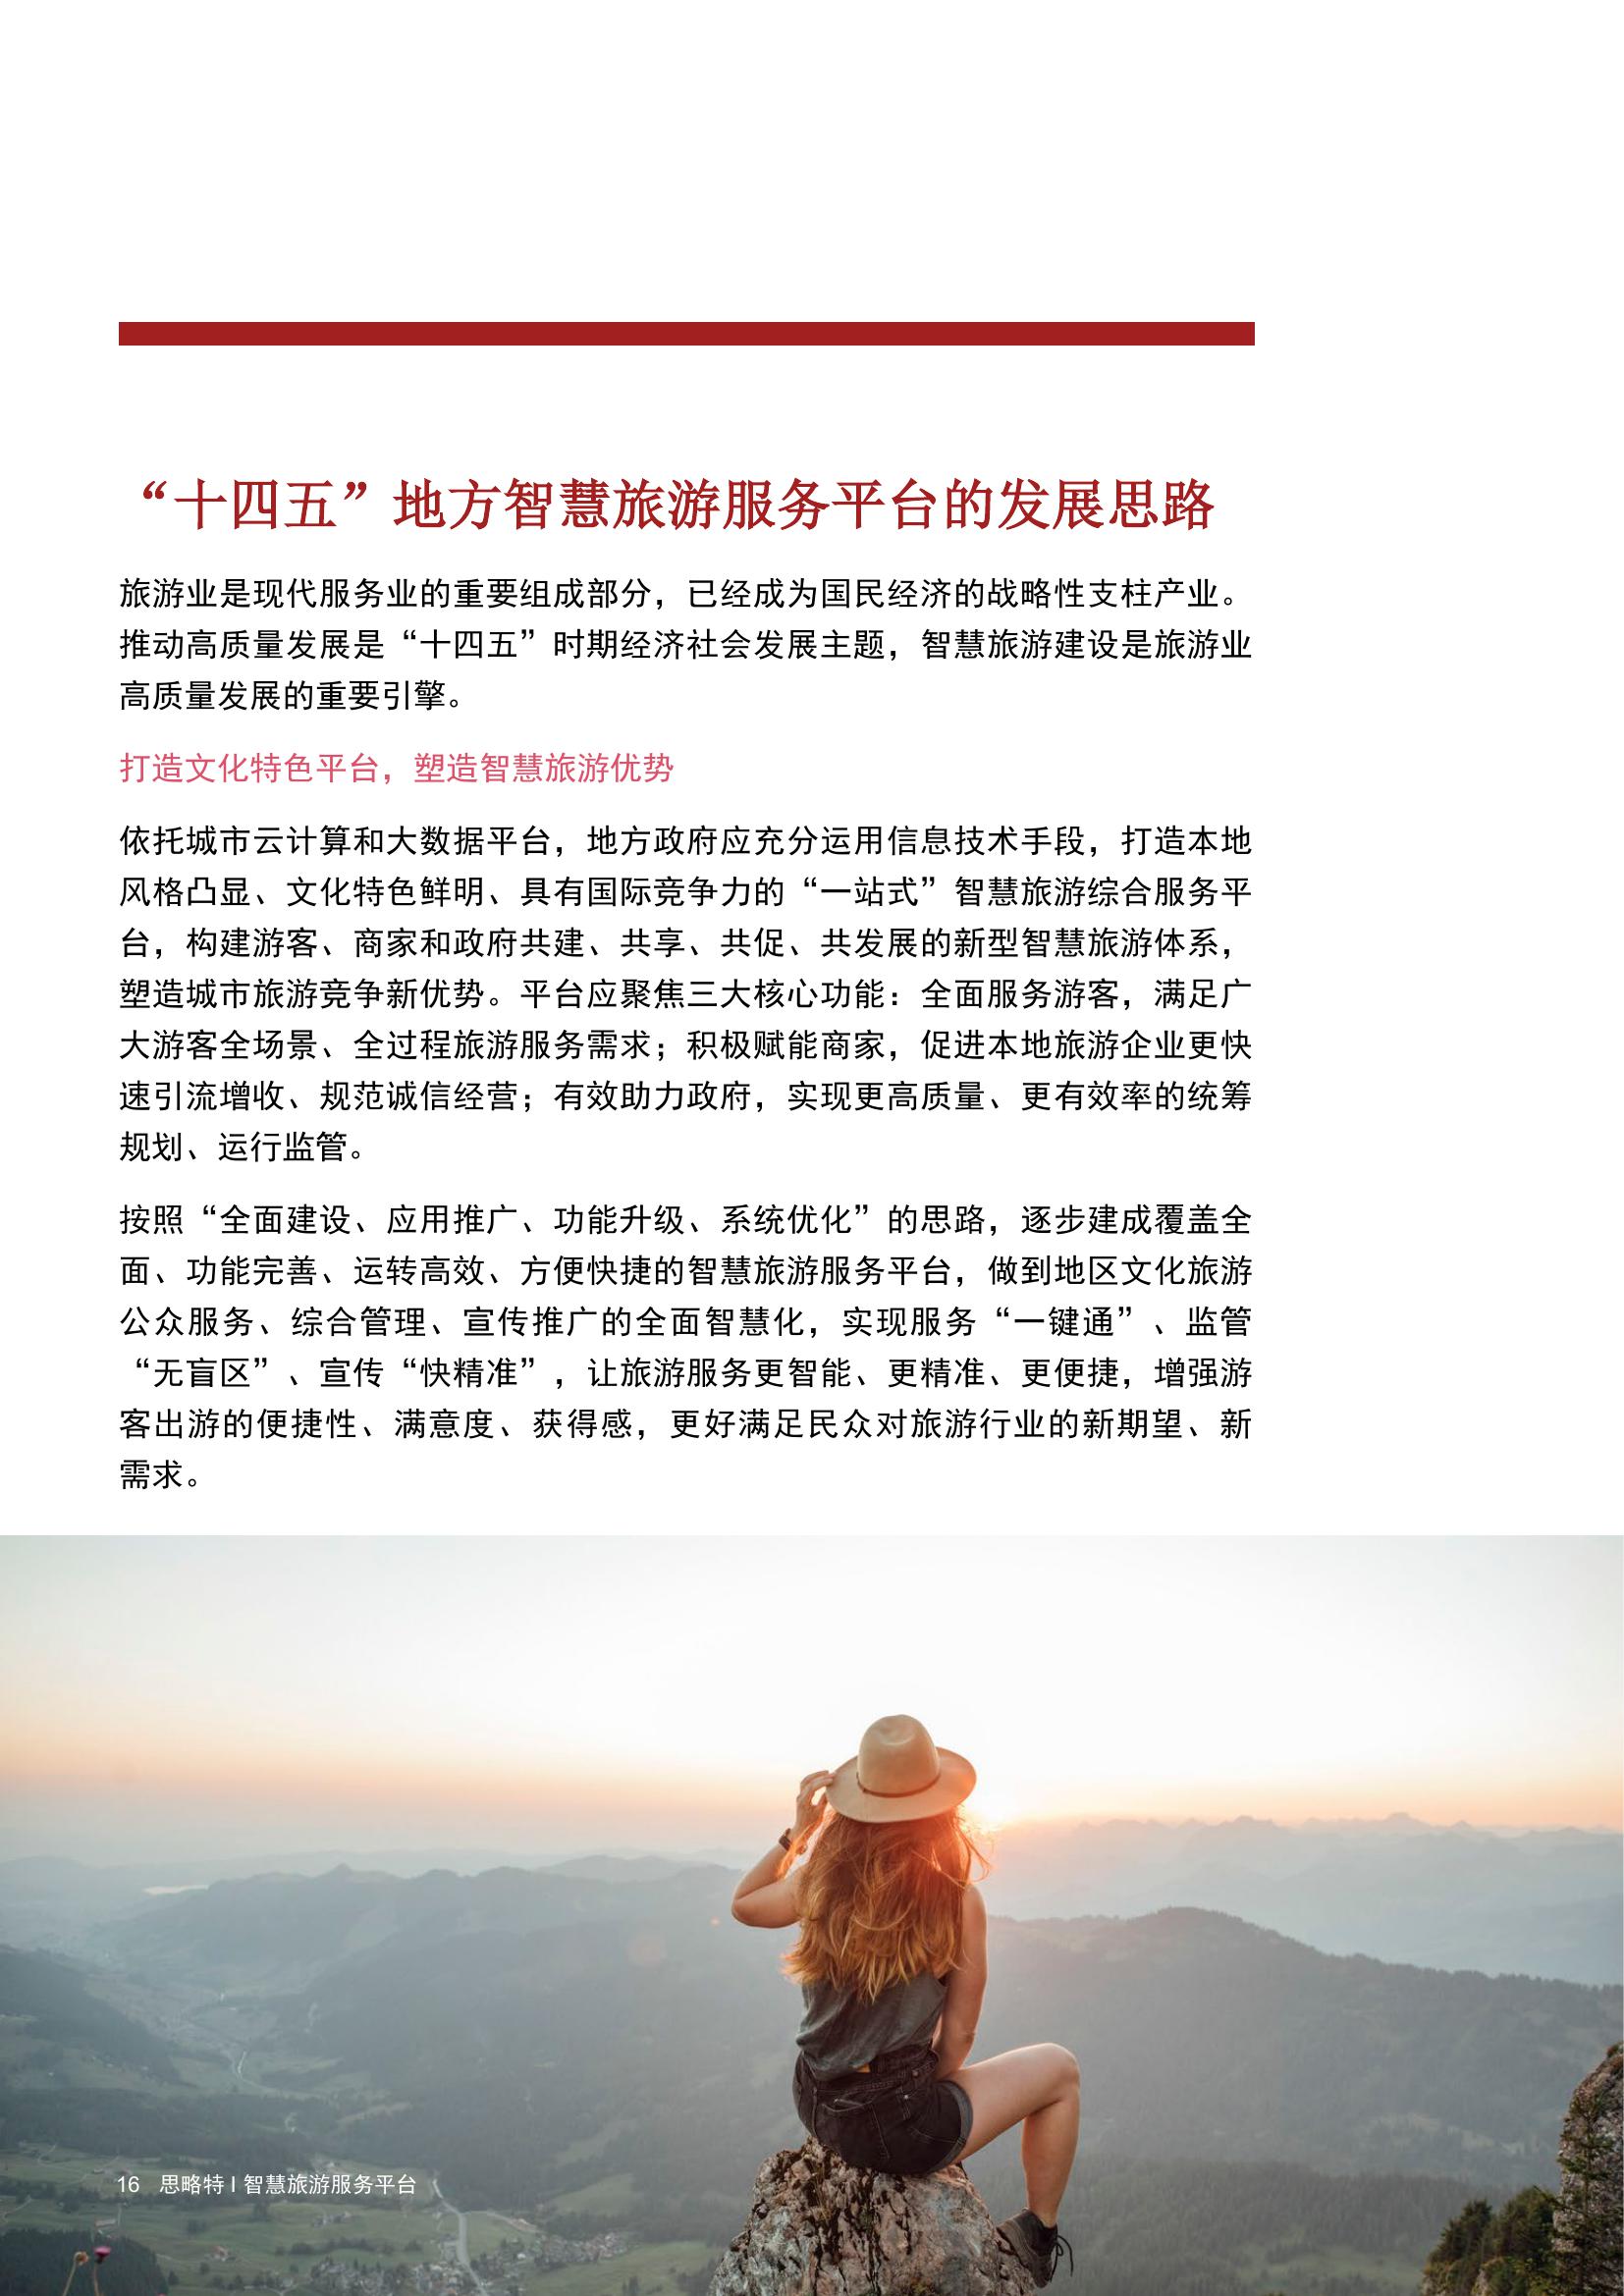 “十四五”地方智慧旅游服务平台的发展思路
旅游业是现代服务业的重要组成部分，已经成为国民经济的战略性支柱产业。
推动高质量发展是“十四五”时期经济社会发展主题，智慧旅游建设是旅游业
高质量发展的重要引擎。
打造文化特色平台，塑造智慧旅游优势
依托城市云计算和大数据平台，地方政府应充分运用信息技术手段，打造本地
风格凸显、文化特色鲜明、具有国际竞争力的“一站式”智慧旅游综合服务平
台，构建游客、商家和政府共建、共享、共促、共发展的新型智慧旅游体系，
塑造城市旅游竞争新优势。平台应聚焦三大核心功能：全面服务游客，满足广
大游客全场景、全过程旅游服务需求；积极赋能商家，促进本地旅游企业更快
速引流增收、规范诚信经营；有效助力政府，实现更高质量、更有效率的统筹
规划、运行监管。
按照“全面建设、应用推广、功能升级、系统优化”的思路，逐步建成覆盖全
面、功能完善、运转高效、方便快捷的智慧旅游服务平台，做到地区文化旅游
公众服务、综合管理、宣传推广的全面智慧化，实现服务“一键通”、监管
“无盲区”、宣传“快精准”，让旅游服务更智能、更精准、更便捷，增强游
客出游的便捷性、满意度、获得感，更好满足民众对旅游行业的新期望、新
需求。
16 思略特 I 智慧旅游服务平台